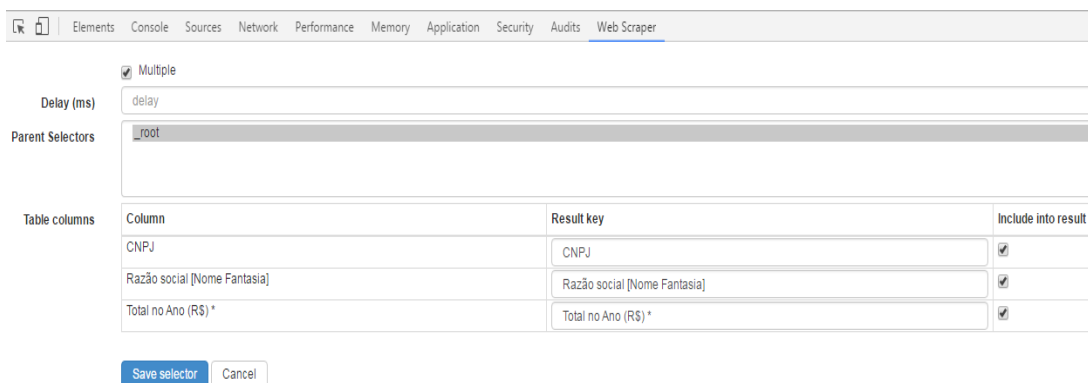 Elements Console Sources Network Performance Memory Application Security Audits Web Scraper
Multiple
Delay (ms) delay
Parent Selectors _root
Table columns Column Result key Include into result
CNPJ CNPJ
Razão social [Nome Fantasia] Razão social [Nome Fantasia]
Total no Ano (R$) * Total no Ano (R$) *
Save selector Cancel